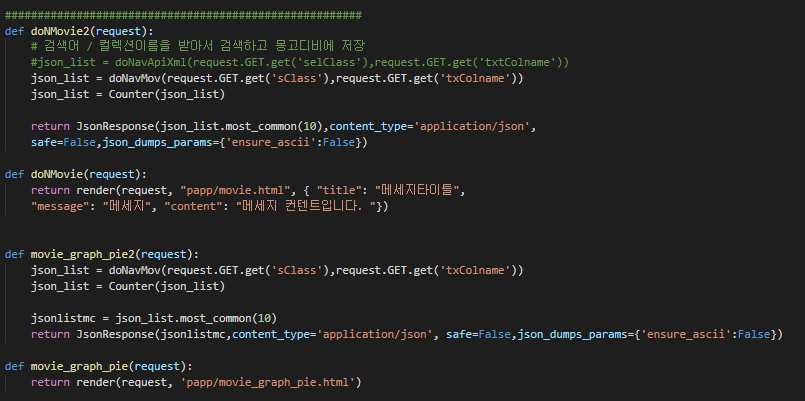 ######################################################
def doNMovie2(request):
    # 검색어 / 컬렉션이름을 받아서 검색하고 몽고디비에 저장
    #json_list = doNavApiXml(request.GET.get('selClass'),request.GET.get('txtColname'))
    json_list = doNavMov(request.GET.get('sClass'),request.GET.get('txColname'))
    json_list = Counter(json_list)
    return JsonResponse(json_list.most_common(10),content_type='application/json',
    safe=False,json_dumps_params={'ensure_ascii':False})
def doNMovie(request):
    return render(request, "papp/movie.html", { "title": "메세지타이틀",
    "message": "메세지", "content": "메세지 컨텐트입니다. "})
def movie_graph_pie2(request):
    json_list = doNavMov(request.GET.get('sClass'),request.GET.get('txColname'))
    json_list = Counter(json_list)
    jsonlistmc = json_list.most_common(10)
    return JsonResponse(jsonlistmc,content_type='application/json', safe=False,json_dumps_params={'ensure_ascii':False})
def movie_graph_pie(request):
    return render(request, 'papp/movie_graph_pie.html')